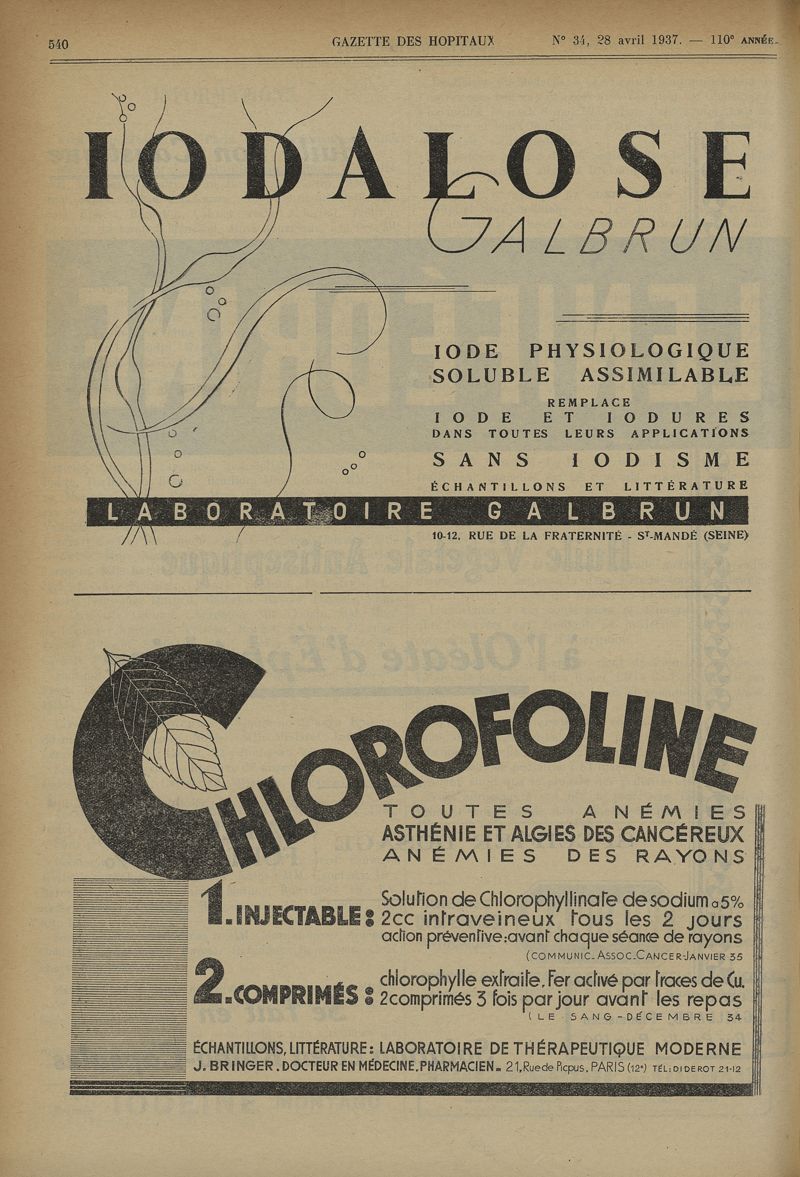 540
GAZETTE DES HOPITAUX
N° 34, 28 avril 1937. — 110e ANNÉE.
IODALOSE
GALBRUN
IODE PHYSIOLOGIQUE
SOLUBLE ASSIMILABLE
REMPLACE
IODE ET IODURES
DANS TOUTES LEURS APPLICATIONS
SANS IODISME
ÉCHANTILLONS ET LITTÉRATURE
LABORATOIRE GALBRUN
10-12, RUE DE LA FRATERNITÉ - ST-MANDÉ (SEINE)
CHLOROFOLINE
TOUTES ANÉMIES
ASTHÉNIE ET ALGIES DES CANCÉREUX
ANÉMIES DES RAYONS
1. INJECTABLE : Solution de Chlorophyllinate de sodium a 5%
2cc intraveineux tous les 2 jours
action préventive: avant chaque séance de rayons
(COMMUNIC. ASSOC. CANCER-JANVIER 35
2. COMPRIMÉS : chlorophylle extraite. Fer activé par traces de Cu.
2 comprimés 3 fois par jour avant les repas
(LE SANG - DÉCEMBRE 34
ÉCHANTILLONS, LITTÉRATURE : LABORATOIRE DE THÉRAPEUTIQUE MODERNE
J. BRINGER. DOCTEUR EN MÉDECINE. PHARMACIEN. 21, Rue de Picpus. PARIS (12e) TÉL: DIDEROT 21-12